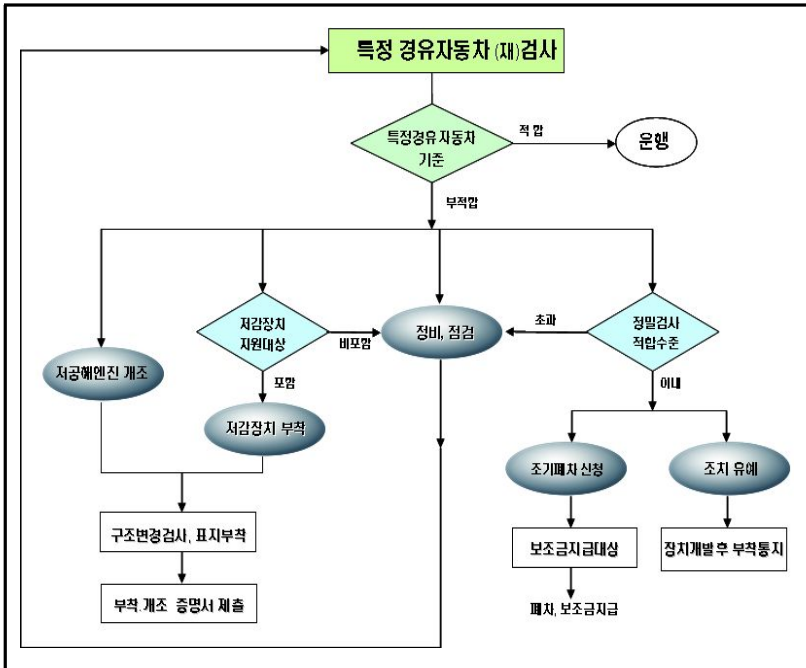 특정 경유자동차 (재)검사
특정경유 자동차
기준
적 합
운행
부적합
저감장치
지원대상
비포함
정비, 점검
초과
정밀검사
적합수준
저공해엔진 개조
포함
이내
저감장치 부착
조기폐차 신청
조치 유예
구조변경검사, 표지부착
보조금지급대상
장치개발 후 부착통지
부착.개조 증명서 제출
폐차, 보조금지급